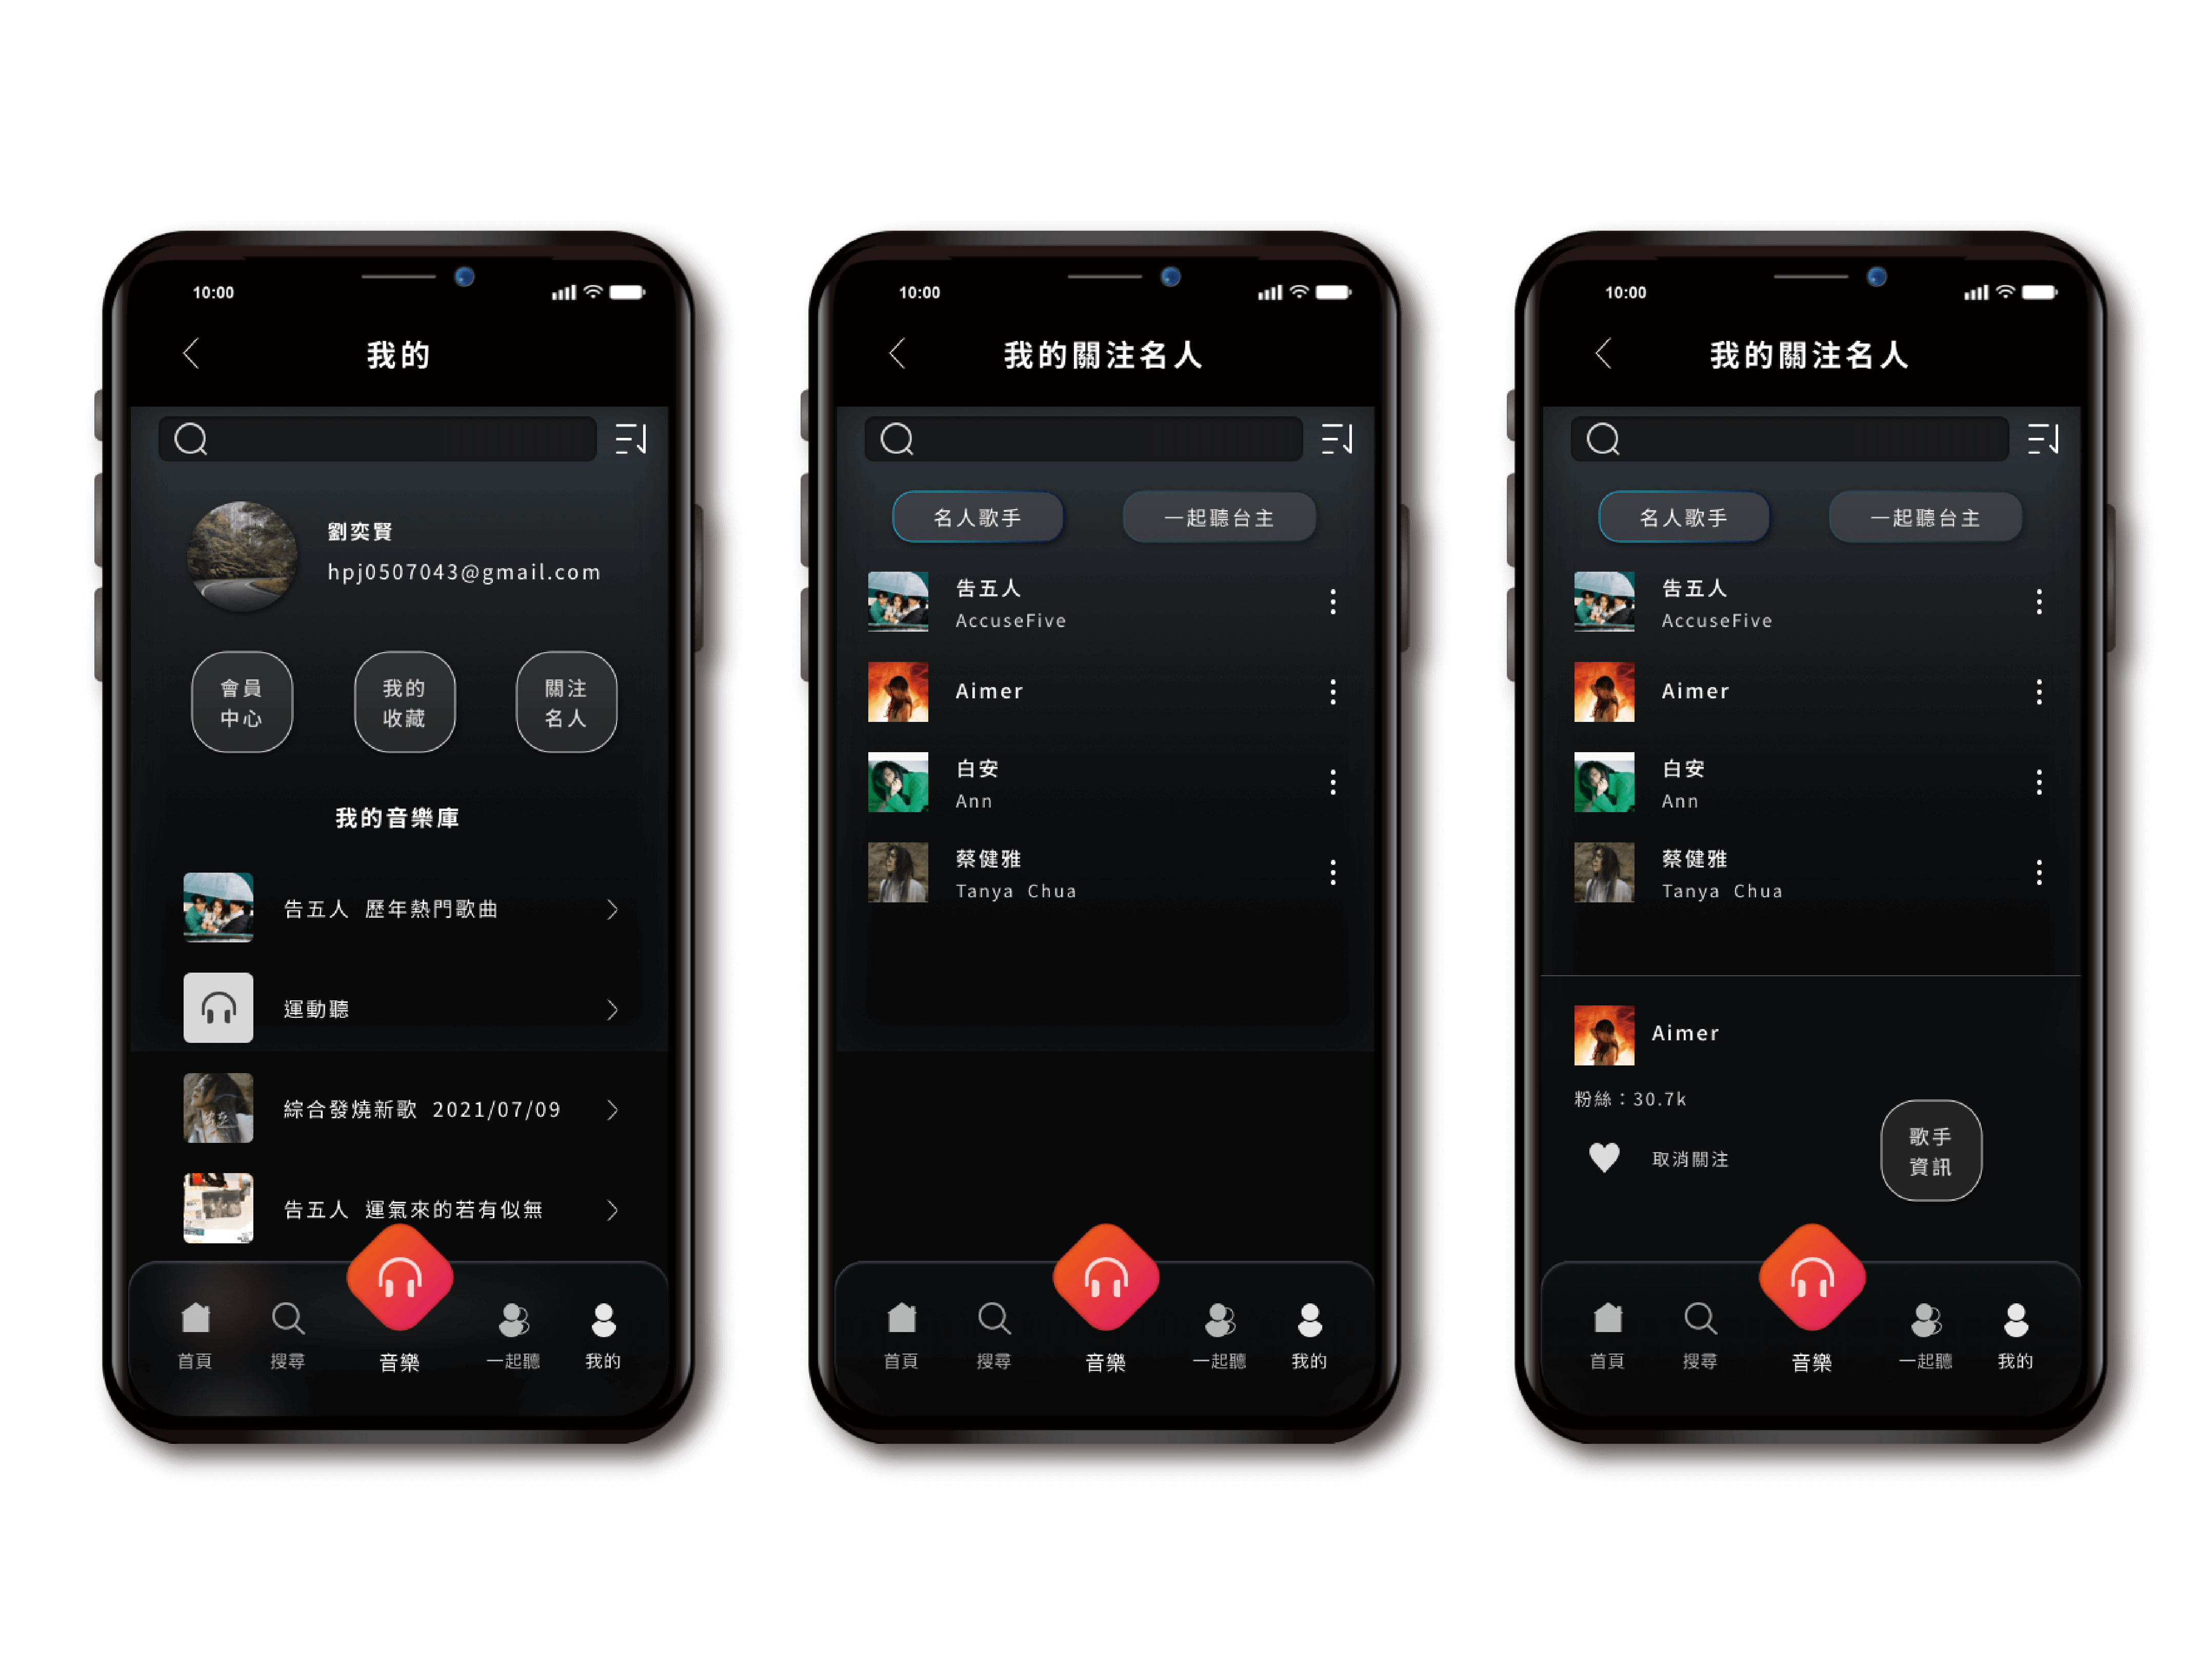 10:00
我的
劉奕賢
hpj0507043@gmail.com
會員
中心
我的
收藏
關注
名人
我的音樂庫
告五人 歷年熱門歌曲
運動聽
綜合發燒新歌 2021/07/09
告五人 運氣來的若有似無
首頁
搜尋
音樂
一起聽
我的
10:00
我的關注名人
名人歌手
一起聽台主
告五人
AccuseFive
Aimer
白安
Ann
蔡健雅
Tanya Chua
首頁
搜尋
音樂
一起聽
我的
10:00
我的關注名人
名人歌手
一起聽台主
告五人
AccuseFive
Aimer
白安
Ann
蔡健雅
Tanya Chua
Aimer
粉絲：30.7k
取消關注
歌手
資訊
首頁
搜尋
音樂
一起聽
我的